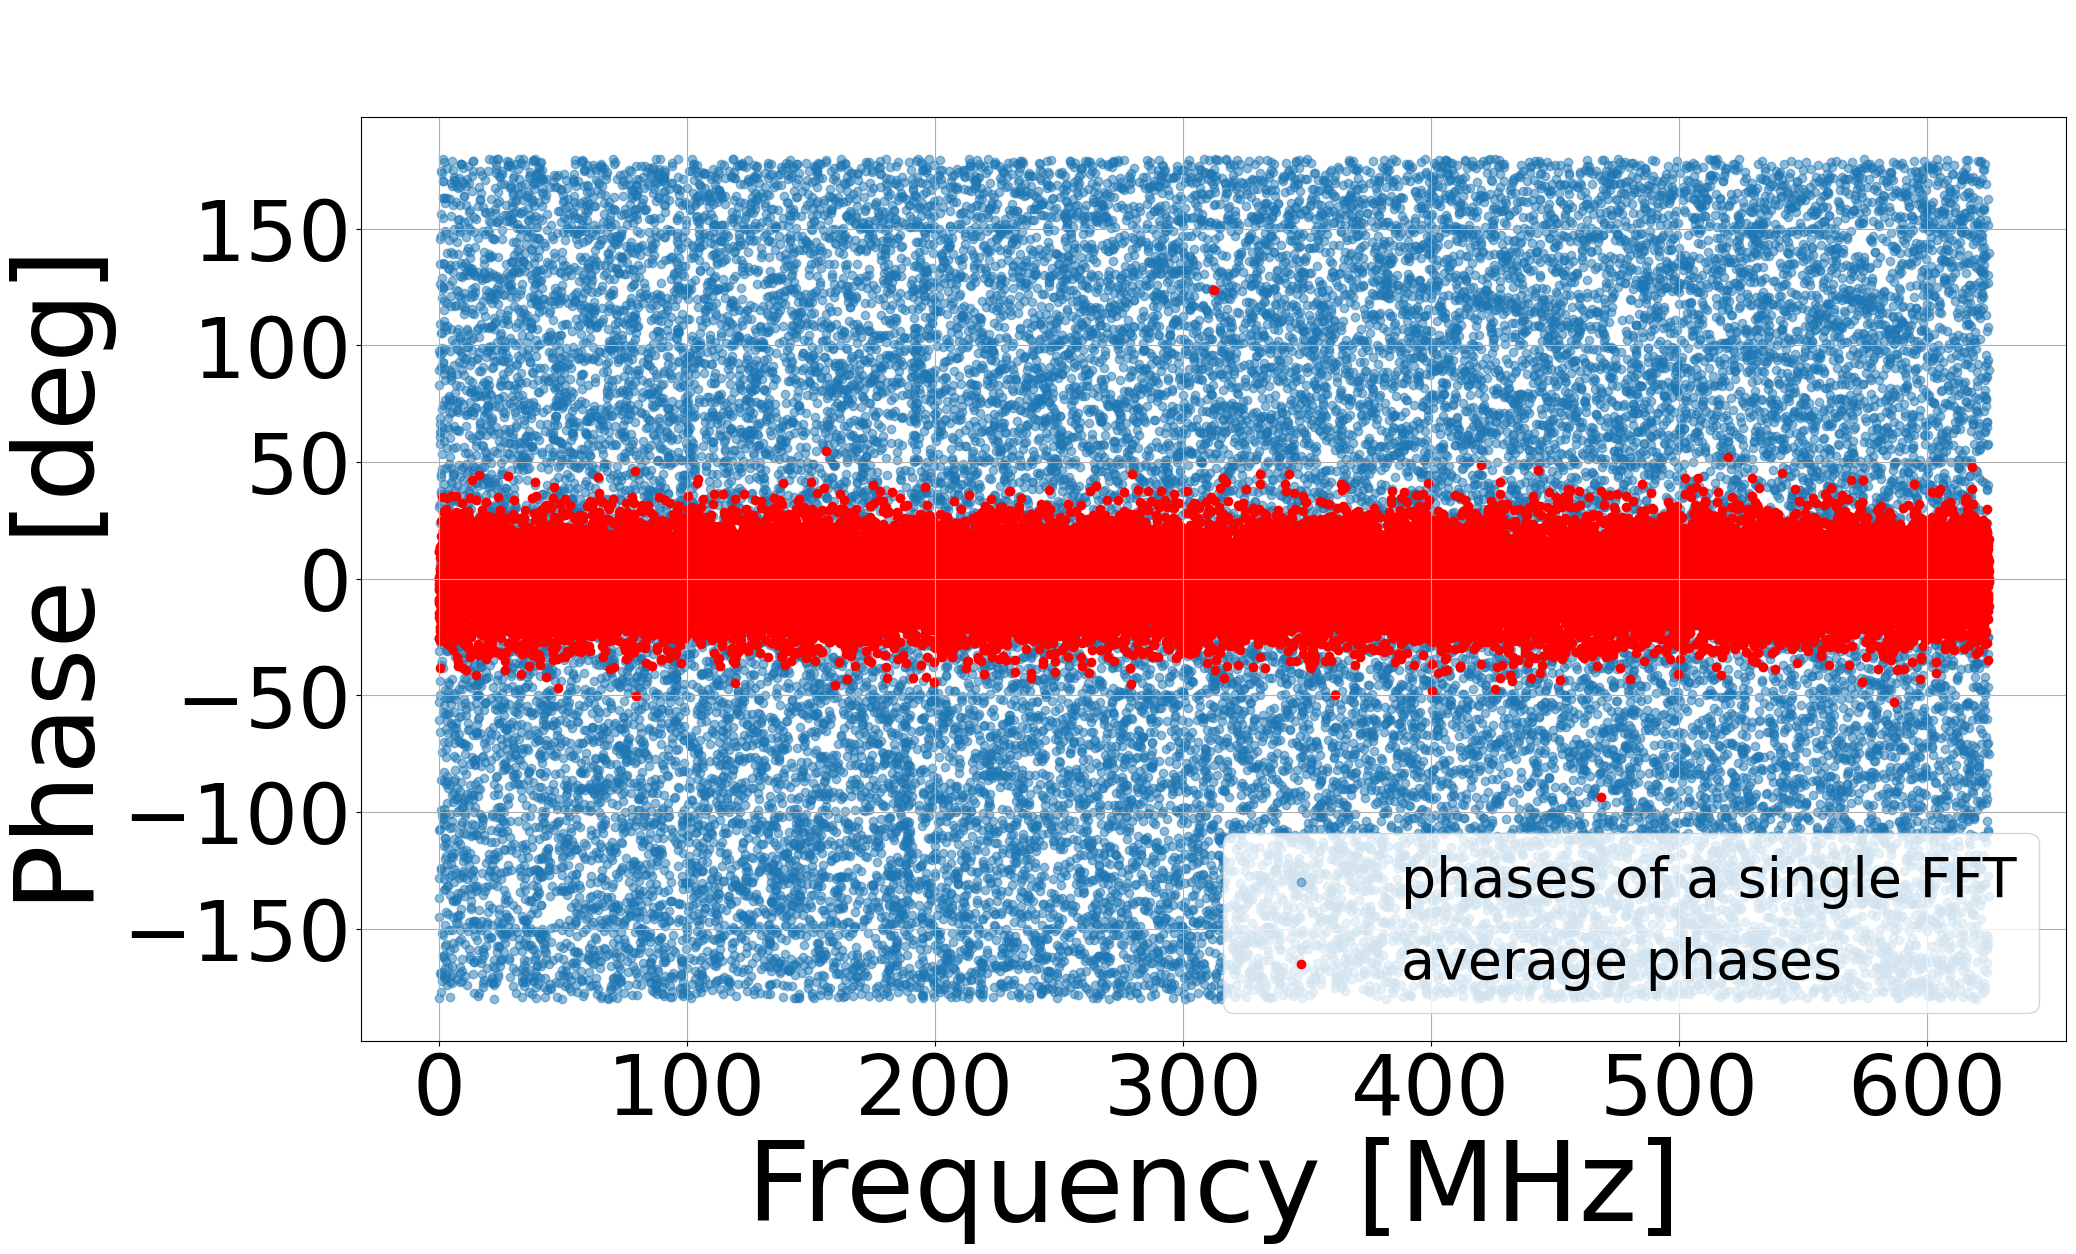 Phase [deg]
150
100
50
0
−50
−100
−150
phases of a single FFT
average phases
0 100 200 300 400 500 600
Frequency [MHz]